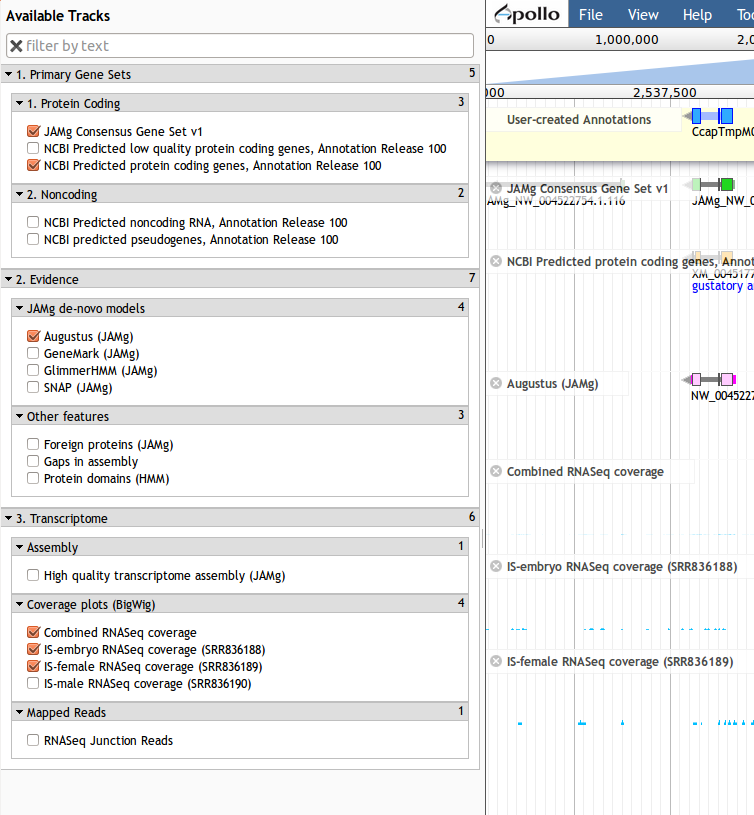 Available Tracks
filter by text
1. Primary Gene Sets 5
1. Protein Coding 3
JAMg Consensus Gene Set v1
NCBI Predicted low quality protein coding genes, Annotation Release 100
NCBI Predicted protein coding genes, Annotation Release 100
2. Noncoding 2
NCBI Predicted noncoding RNA, Annotation Release 100
NCBI predicted pseudogenes, Annotation Release 100
2. Evidence 7
JAMg de-novo models 4
Augustus (JAMg)
GeneMark (JAMg)
GlimmerHMM (JAMg)
SNAP (JAMg)
Other features 3
Foreign proteins (JAMg)
Gaps in assembly
Protein domains (HMM)
3. Transcriptome 6
Assembly 1
High quality transcriptome assembly (JAMg)
Coverage plots (BigWig) 4
Combined RNASeq coverage
IS-embryo RNASeq coverage (SRR836188)
IS-female RNASeq coverage (SRR836189)
IS-male RNASeq coverage (SRR836190)
Mapped Reads 1
RNASeq Junction Reads
Apollo File View Help Too
0 1,000,000 2,0
000 2,537,500
User-created Annotations
CcapTmpM0
JAMg Consensus Gene Set v1
AMg_NW_004522754.1.116 JAMg_NW_0
NCBI Predicted protein coding genes, Annot
XM_004517
gustatory a
Augustus (JAMg)
NW_0045227
Combined RNASeq coverage
IS-embryo RNASeq coverage (SRR836188)
IS-female RNASeq coverage (SRR836189)